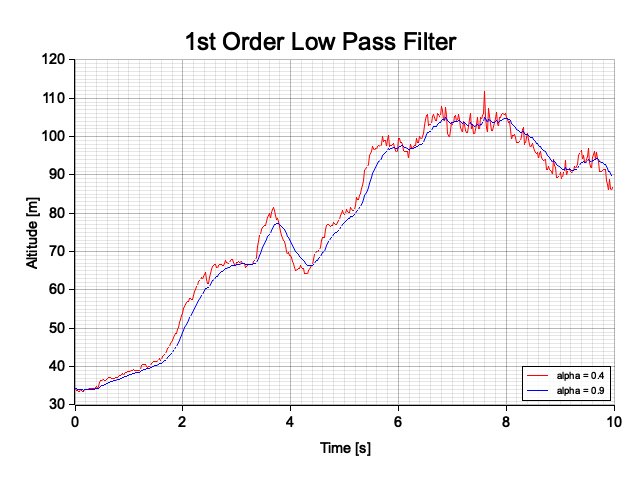 1st Order Low Pass Filter
120
110
100
90
80
70
60
50
40
30
Altitude [m]
alpha = 0.4
alpha = 0.9
0 2 4 6 8 10
Time [s]